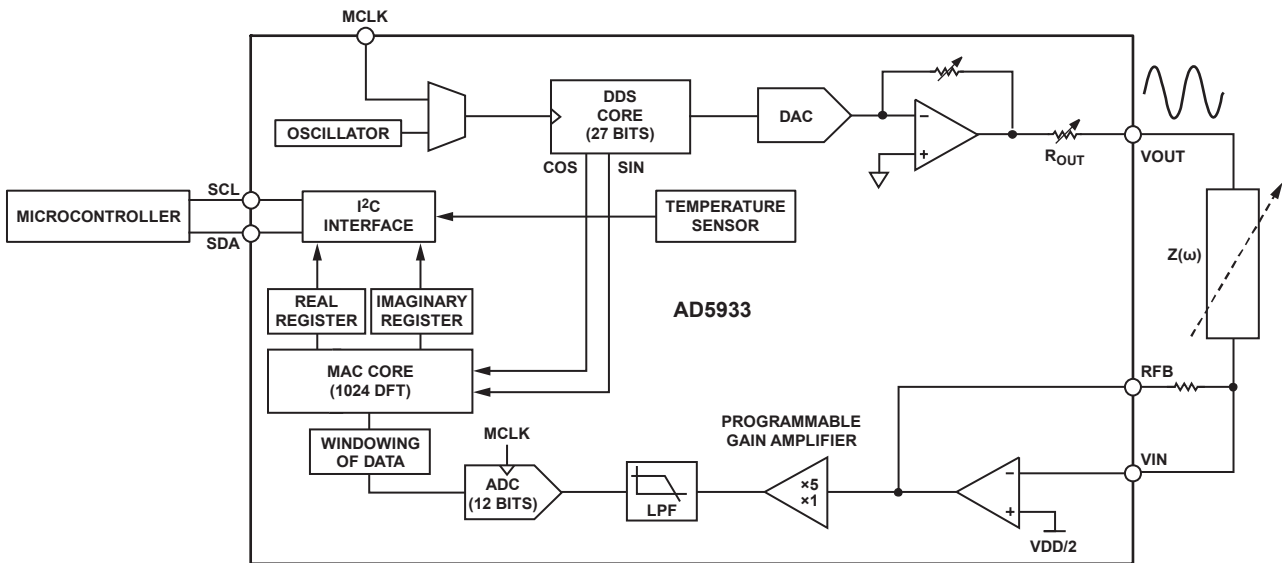 MCLK
OSCILLATOR
DDS
CORE
(27 BITS)
COS
SIN
DAC
ROUT
VOUT
SCL
SDA
MICROCONTROLLER
I2C
INTERFACE
TEMPERATURE
SENSOR
Z(ω)
REAL
REGISTER
IMAGINARY
REGISTER
AD5933
MAC CORE
(1024 DFT)
RFB
WINDOWING
OF DATA
MCLK
ADC
(12 BITS)
LPF
PROGRAMMABLE
GAIN AMPLIFIER
×5
×1
VIN
VDD/2